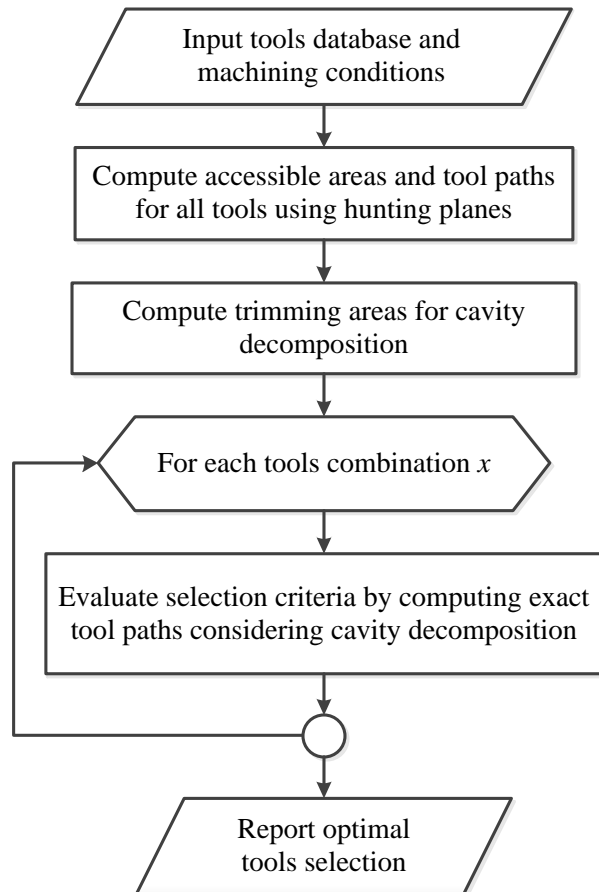 Input tools database and
machining conditions
Compute accessible areas and tool paths
for all tools using hunting planes
Compute trimming areas for cavity
decomposition
For each tools combination x
Evaluate selection criteria by computing exact
tool paths considering cavity decomposition
Report optimal
tools selection